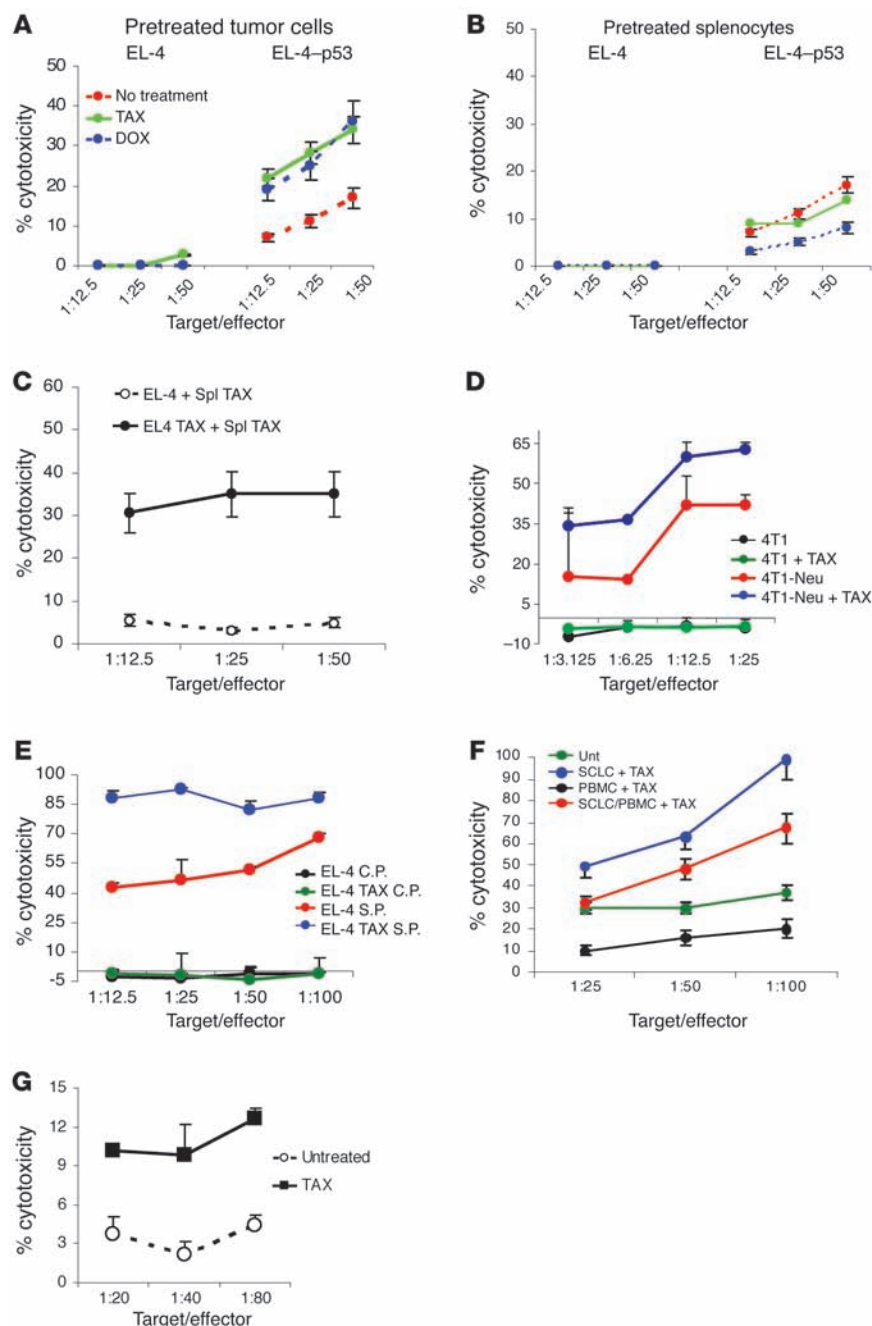 A
Pretreated tumor cells
EL-4
EL-4–p53
% cytotoxicity
50
40
30
20
10
0
No treatment
TAX
DOX
1:12.5
1:25
1:50
1:12.5
1:25
1:50
Target/effector
B
Pretreated splenocytes
EL-4
EL-4–p53
% cytotoxicity
50
40
30
20
10
0
1:12.5
1:25
1:50
1:12.5
1:25
1:50
Target/effector
C
% cytotoxicity
60
50
40
30
20
10
0
EL-4 + Spl TAX
EL4 TAX + Spl TAX
1:12.5
1:25
1:50
Target/effector
D
% cytotoxicity
65
50
35
20
5
–10
4T1
4T1 + TAX
4T1-Neu
4T1-Neu + TAX
1:3.125
1:6.25
1:12.5
1:25
Target/effector
E
% cytotoxicity
100
85
70
55
40
25
10
-5
EL-4 C.P.
EL-4 TAX C.P.
EL-4 S.P.
EL-4 TAX S.P.
1:12.5
1:25
1:50
1:100
Target/effector
F
% cytotoxicity
100
90
80
70
60
50
40
30
20
10
0
Unt
SCLC + TAX
PBMC + TAX
SCLC/PBMC + TAX
1:25
1:50
1:100
Target/effector
G
% cytotoxicity
15
12
9
6
3
0
Untreated
TAX
1:20
1:40
1:80
Target/effector